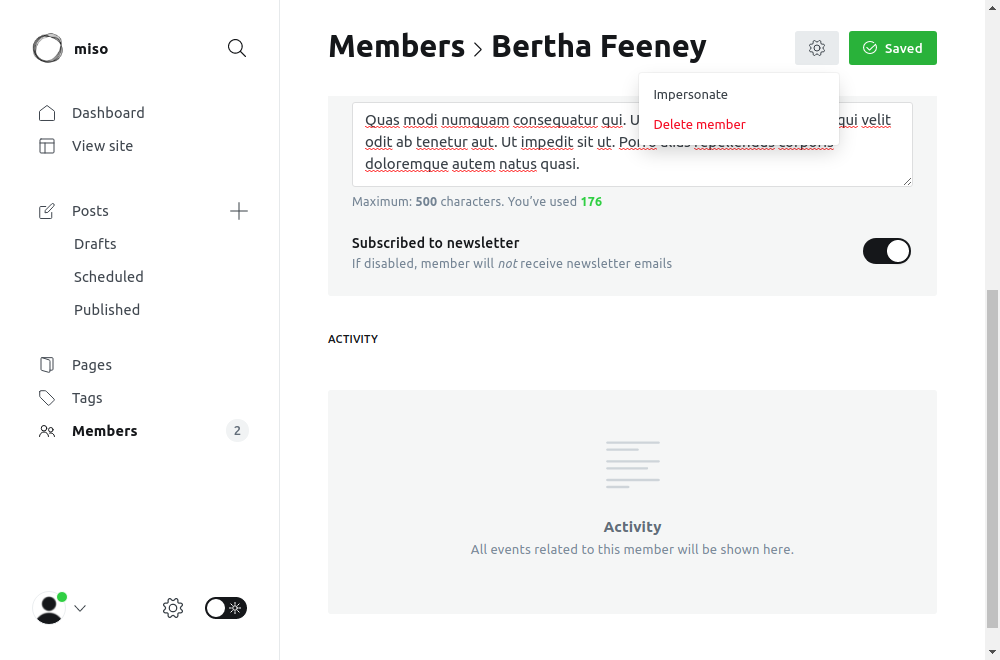 miso
Dashboard
View site
Posts
Drafts
Scheduled
Published
Pages
Tags
Members
2
Members
Bertha Feeney
Saved
Impersonate
Delete member
Quas modi numquam consequatur qui. qui velit
odit ab tenetur aut. Ut impedit sit ut.
doloremque autem natus quasi.
Maximum: 500 characters. You’ve used 176
Subscribed to newsletter
If disabled, member will not receive newsletter emails
ACTIVITY
Activity
All events related to this member will be shown here.